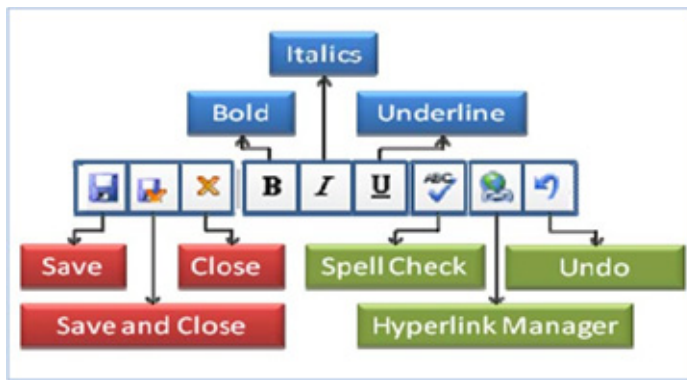 Italics
Bold
Underline
B I U ABC
Save
Close
Spell Check
Undo
Save and Close
Hyperlink Manager